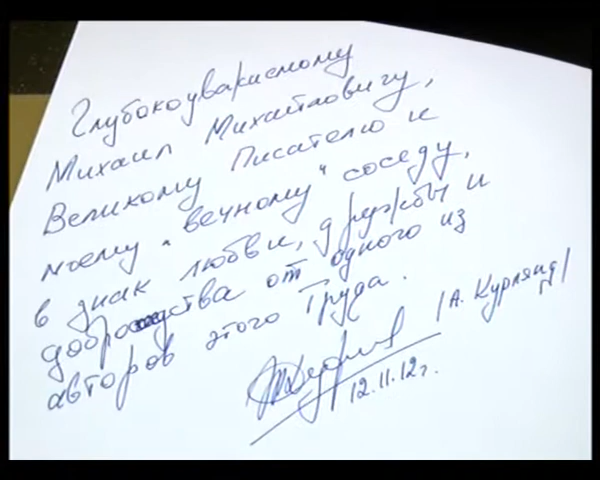 Глубокоуважаемому
Михаил Михайловичу,
Великому Писателю и
моему "вечному" соседу,
в знак любви, дружбы и
добрососедства от одного из
авторов этого Труда.
/А. Курлянд/
12.11.12г.